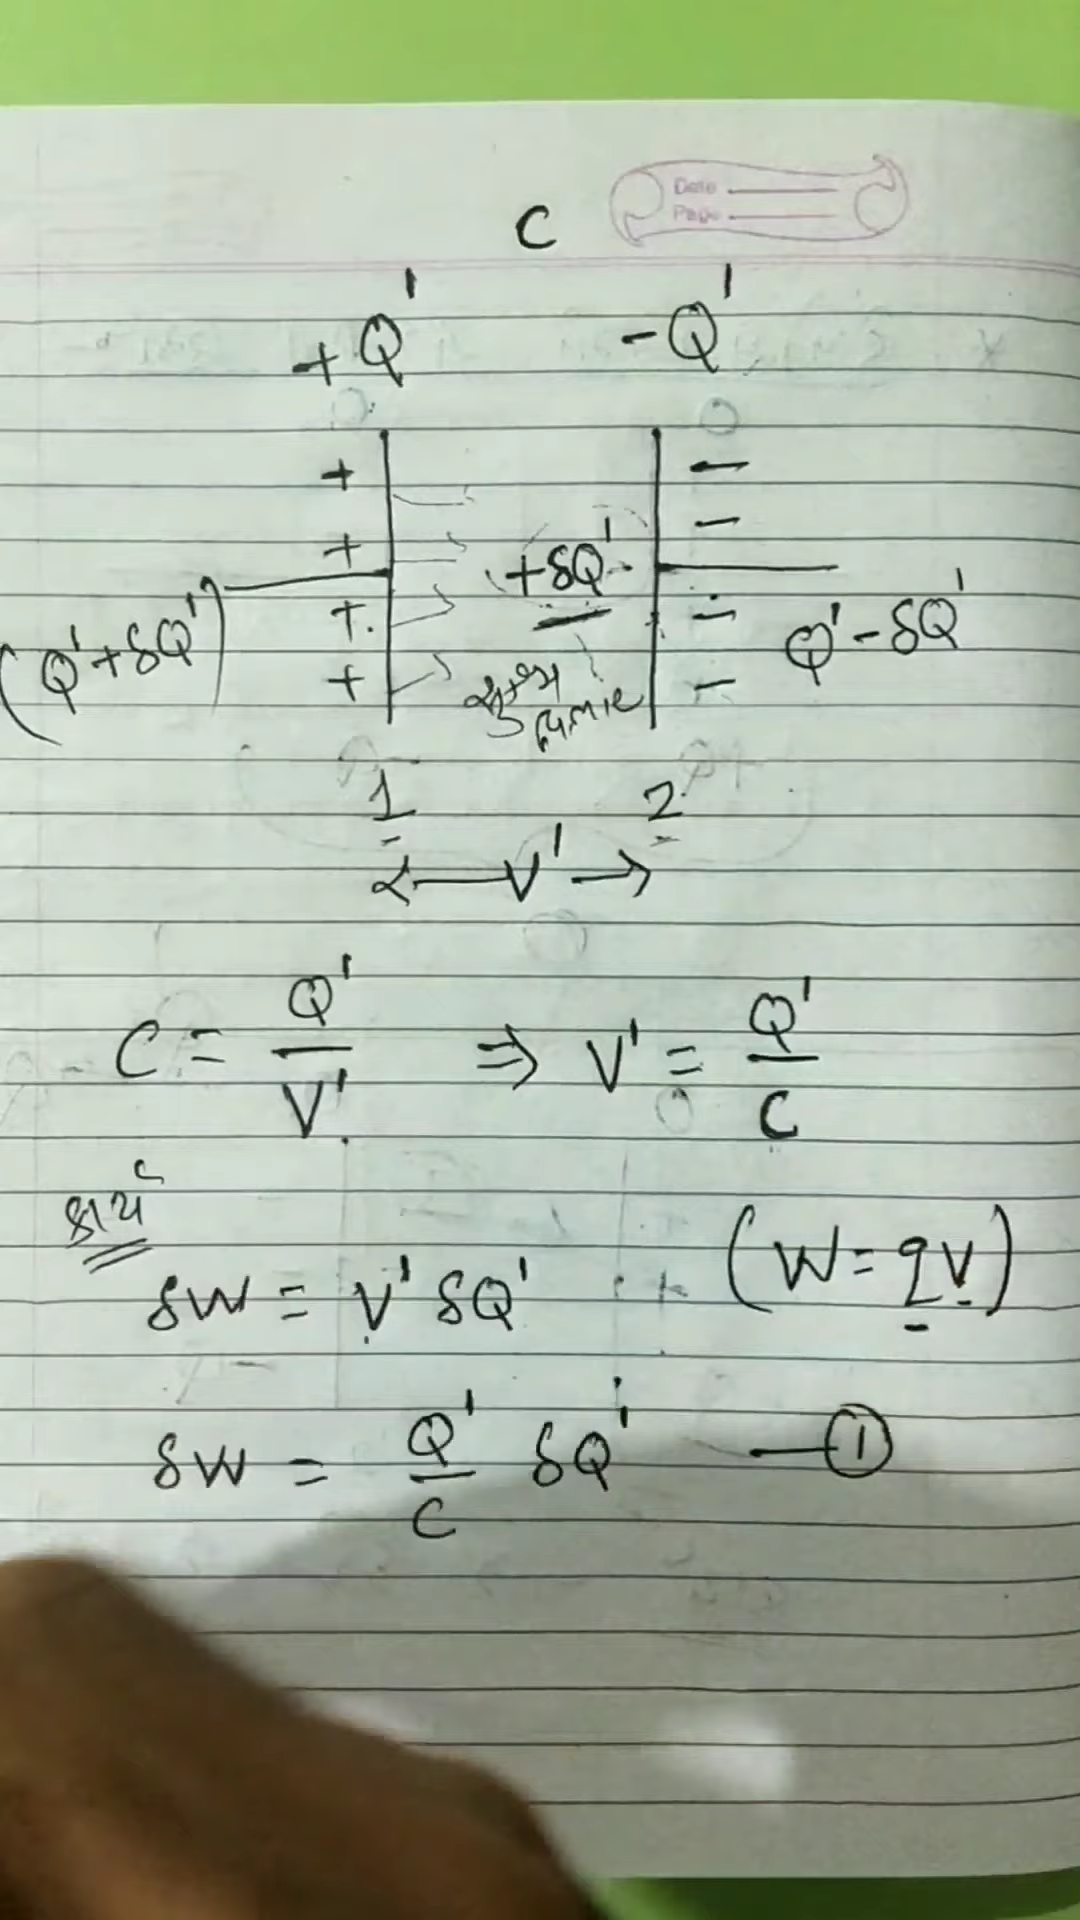 C
Date
Page
+Q' -Q'
+ −
+ −
+δQ'
+ −
(Q'+δQ') Q'-δQ'
+ −
1 2
← V' →
C = Q'/V' ⇒ V' = Q'/C
कार्य
δW = V' δQ' (W = qV)
δW = Q'/C δQ' — ①